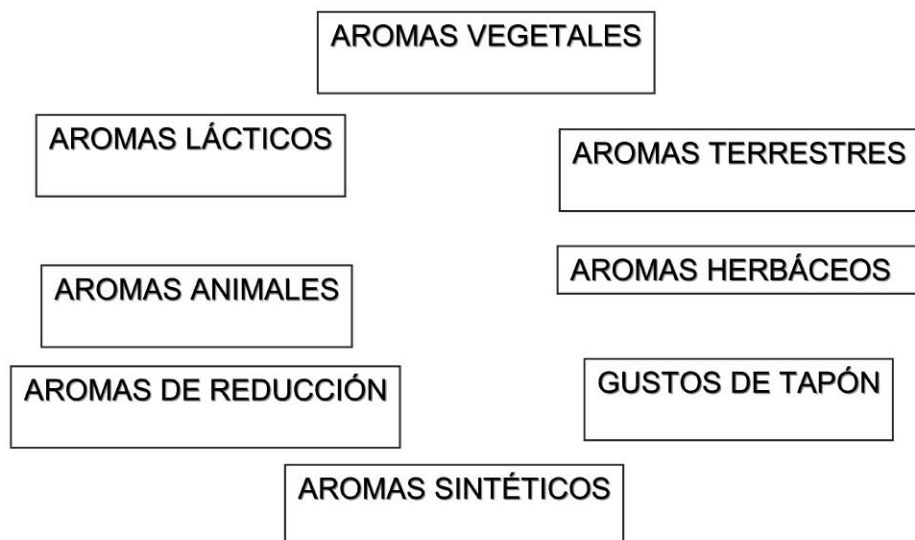 AROMAS VEGETALES
AROMAS LÁCTICOS
AROMAS TERRESTRES
AROMAS HERBÁCEOS
AROMAS ANIMALES
GUSTOS DE TAPÓN
AROMAS DE REDUCCIÓN
AROMAS SINTÉTICOS